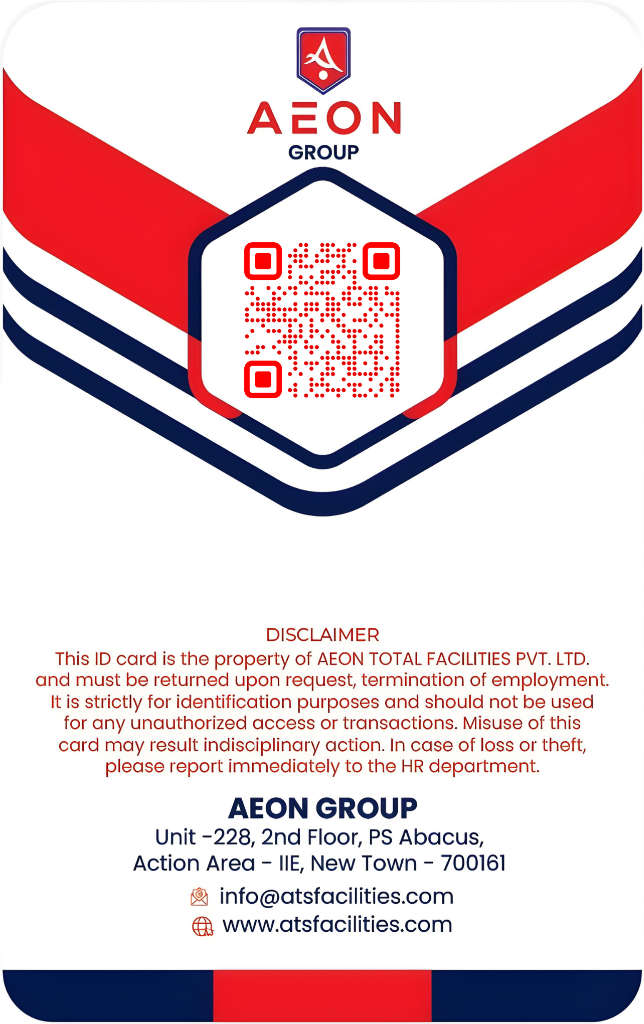 AEON
GROUP
DISCLAIMER
This ID card is the property of AEON TOTAL FACILITIES PVT. LTD.
and must be returned upon request, termination of employment.
It is strictly for identification purposes and should not be used
for any unauthorized access or transactions. Misuse of this
card may result indisciplinary action. In case of loss or theft,
please report immediately to the HR department.
AEON GROUP
Unit -228, 2nd Floor, PS Abacus,
Action Area - IIE, New Town - 700161
info@atsfacilities.com
www.atsfacilities.com